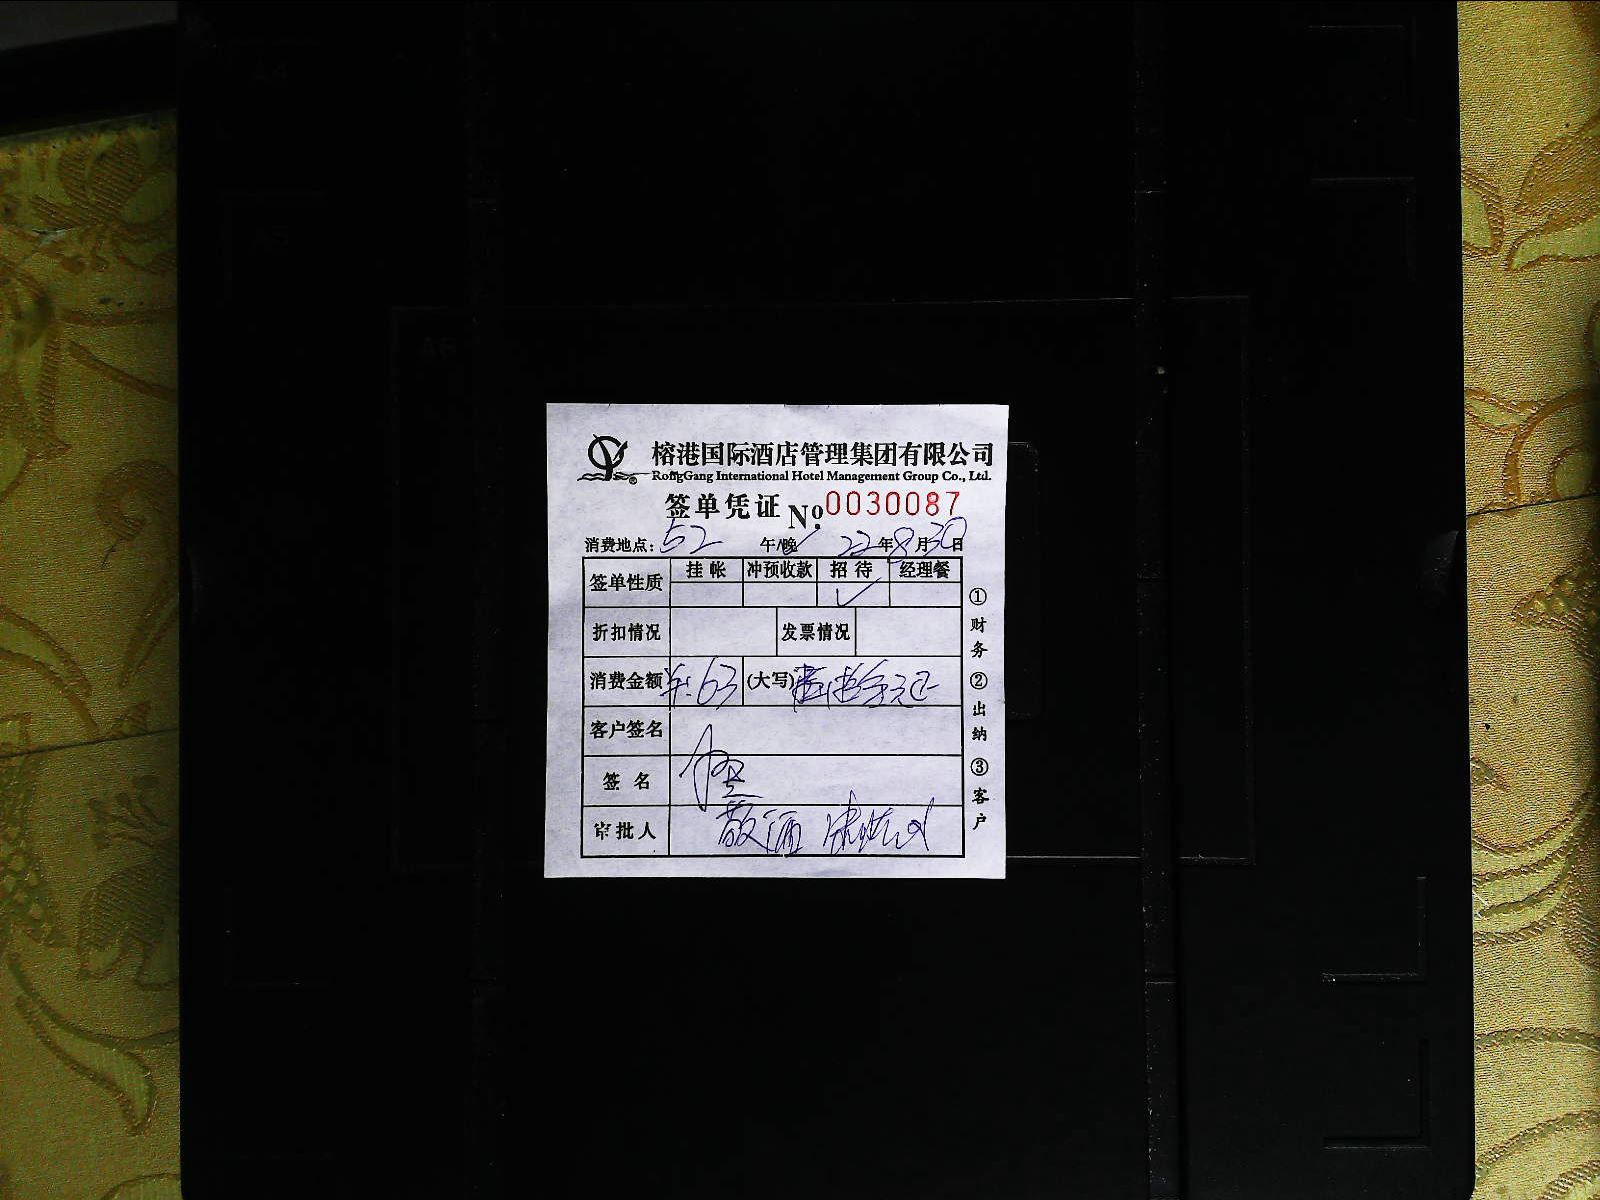 榕港国际酒店管理集团有限公司
RongGang International Hotel Management Group Co., Ltd.
签单凭证 No. 0030087
消费地点: 52 午/晚 ✓ 22年8月30日
签单性质 挂帐 冲预收款 招待 经理餐
✓
折扣情况 发票情况
消费金额 ¥:63 (大写)
客户签名
签名
审批人 敬酒
①财务 ②出纳 ③客户
A4
A5
A6